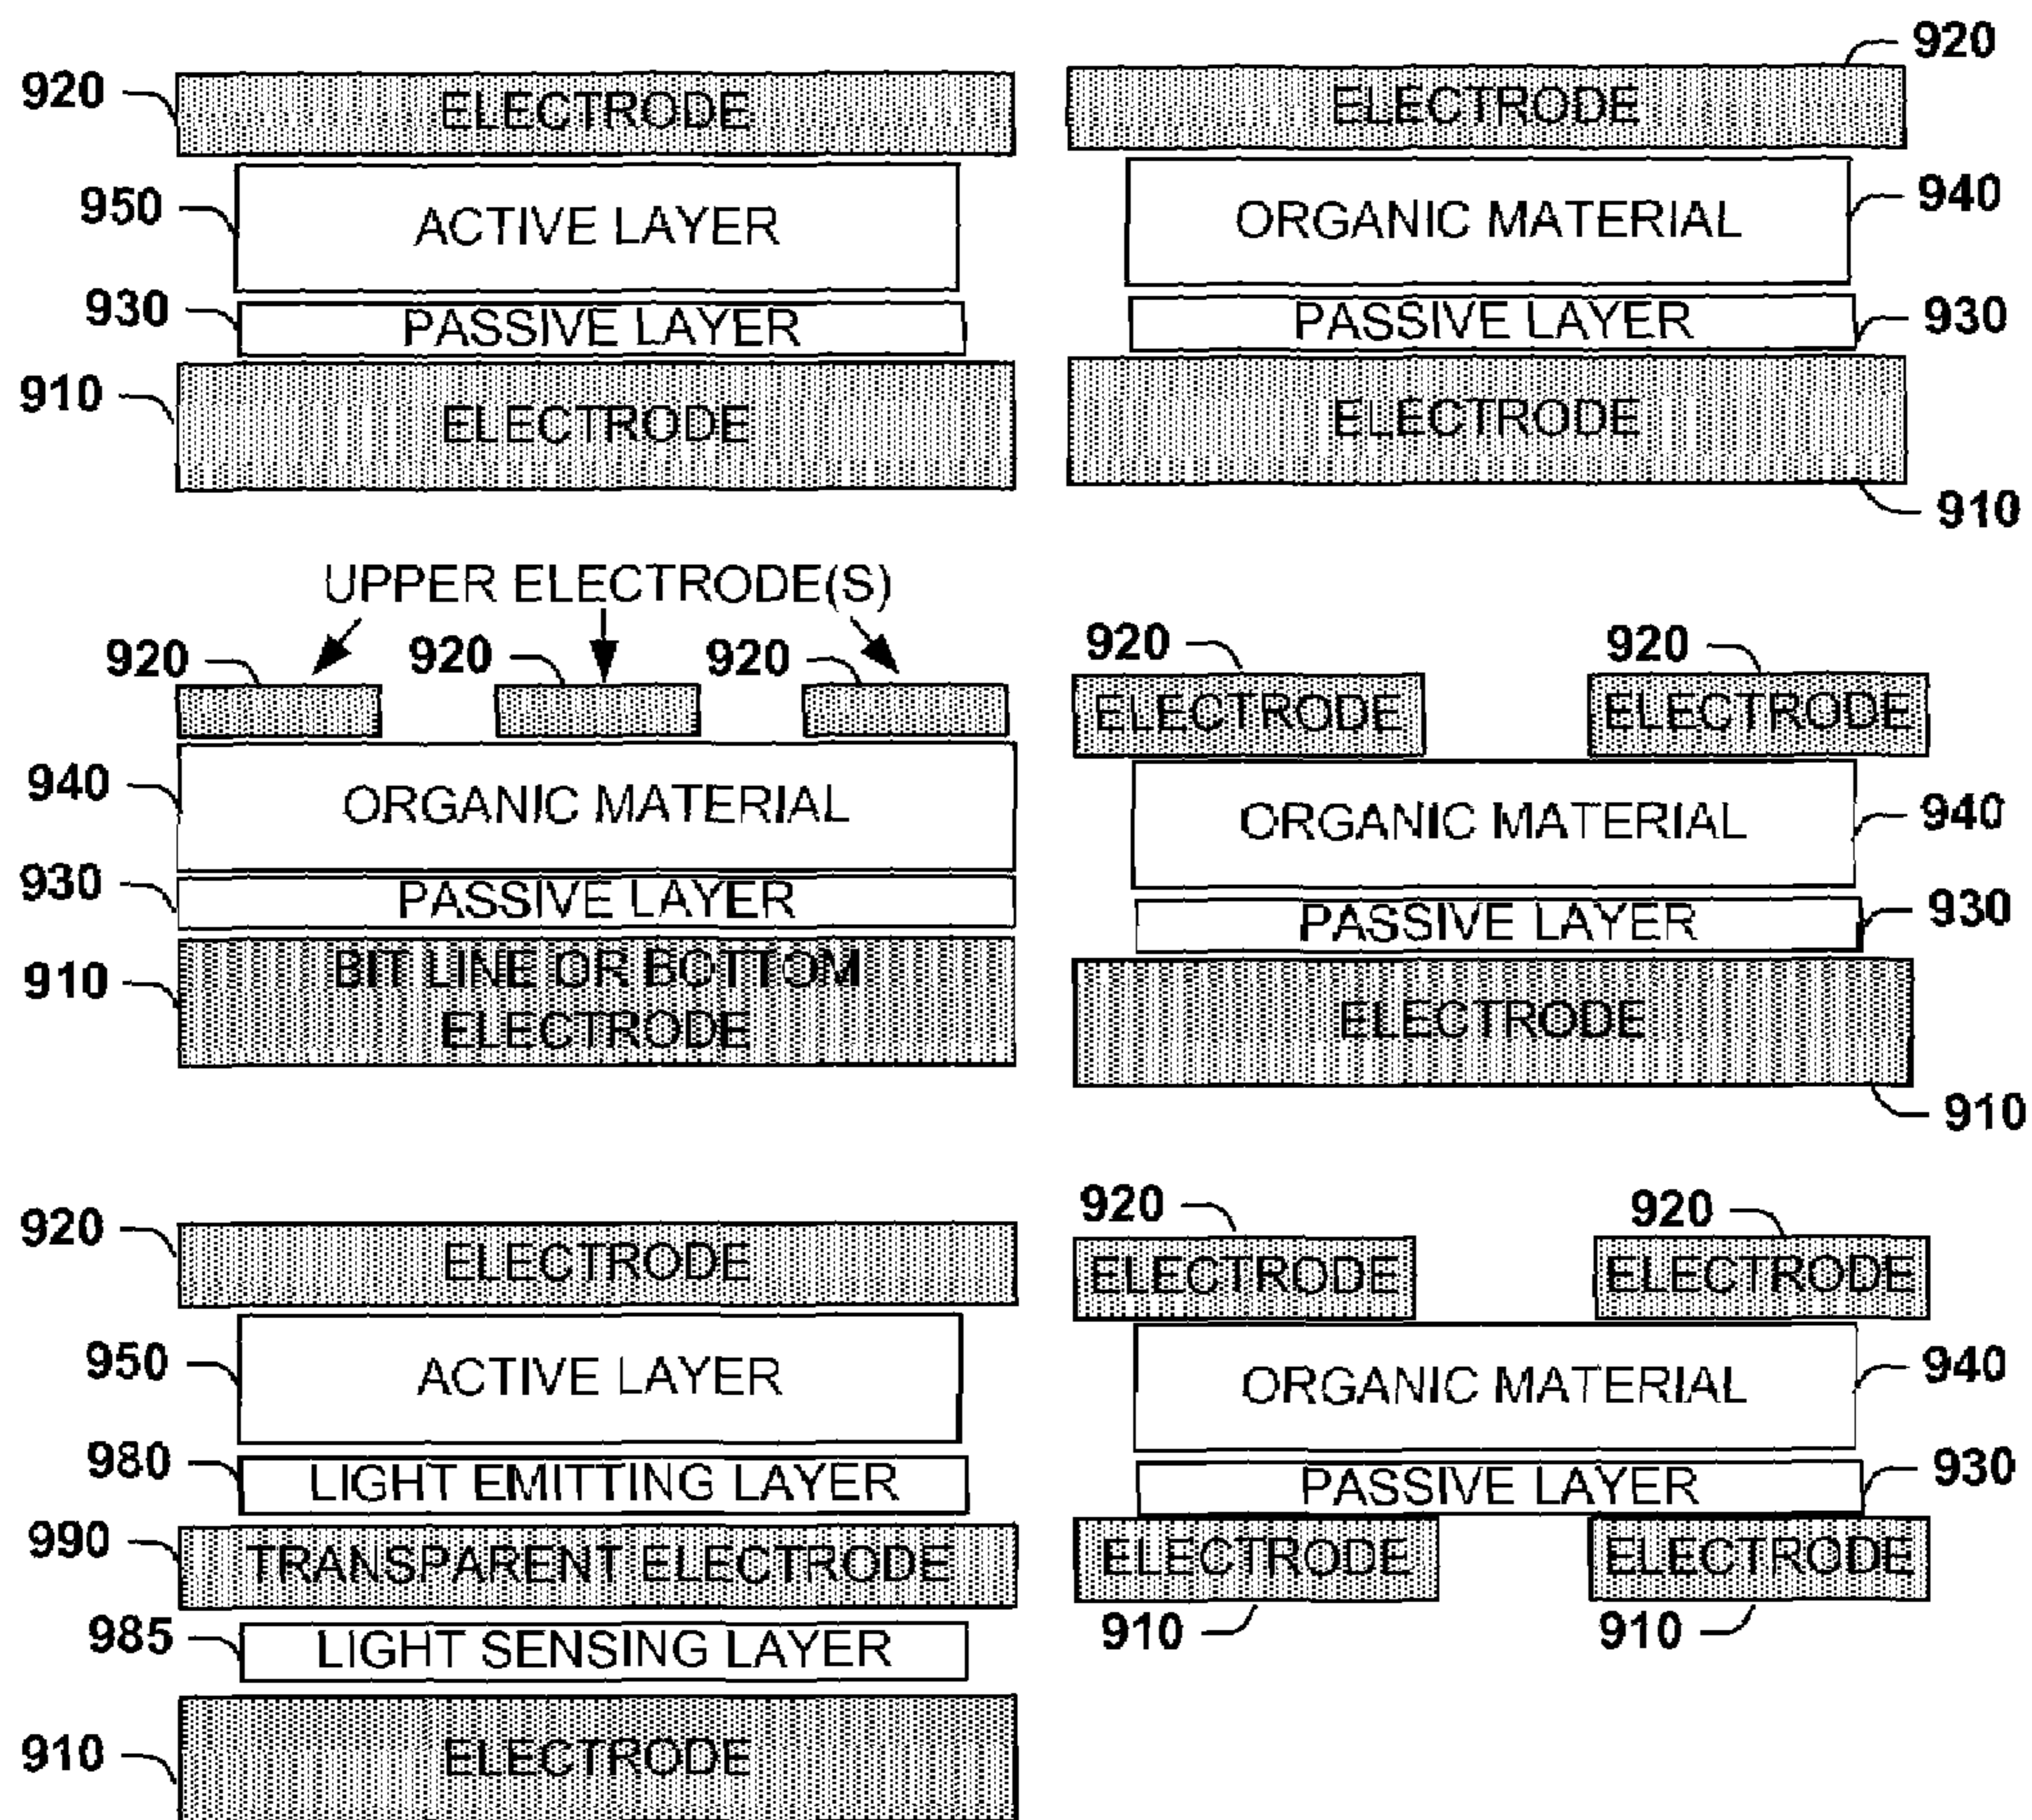 920
ELECTRODE
950
ACTIVE LAYER
930
PASSIVE LAYER
910
ELECTRODE
920
ELECTRODE
ORGANIC MATERIAL
940
PASSIVE LAYER
930
ELECTRODE
910
UPPER ELECTRODE(S)
920
920
920
940
ORGANIC MATERIAL
930
PASSIVE LAYER
910
BIT LINE OR BOTTOM
ELECTRODE
920
920
ELECTRODE
ELECTRODE
ORGANIC MATERIAL
940
PASSIVE LAYER
930
ELECTRODE
910
920
ELECTRODE
950
ACTIVE LAYER
980
LIGHT EMITTING LAYER
990
TRANSPARENT ELECTRODE
985
LIGHT SENSING LAYER
910
ELECTRODE
920
920
ELECTRODE
ELECTRODE
ORGANIC MATERIAL
940
PASSIVE LAYER
930
ELECTRODE
ELECTRODE
910
910